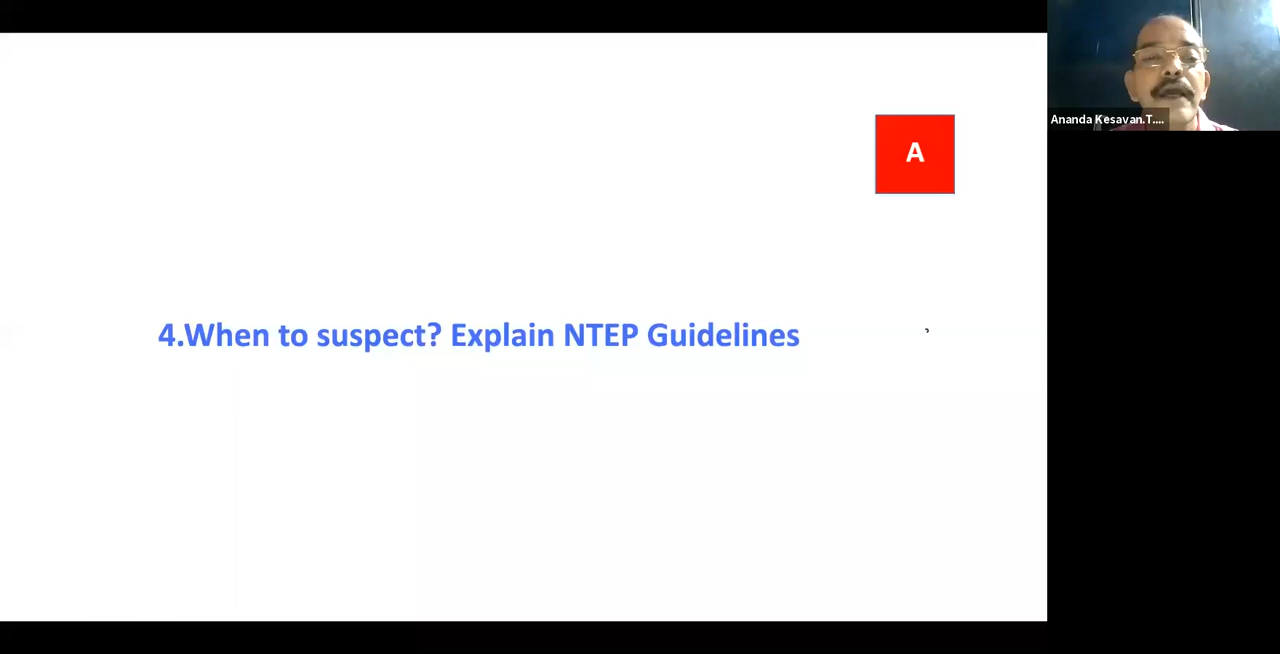 A
4.When to suspect? Explain NTEP Guidelines
Ananda Kesavan.T....